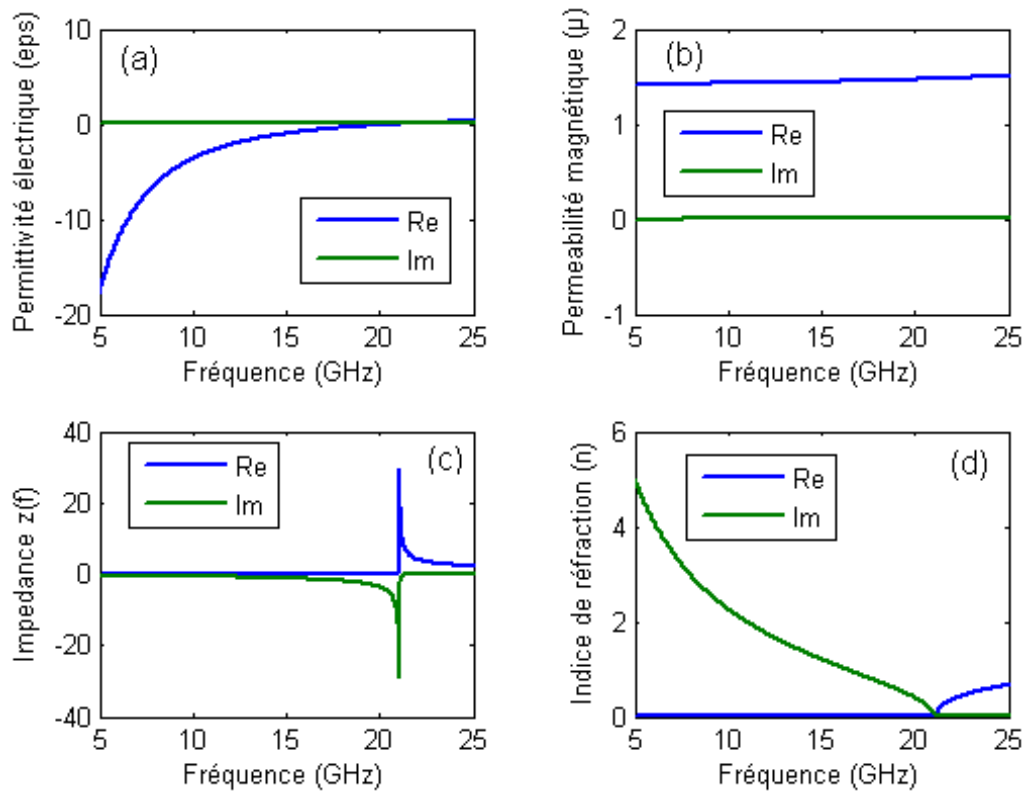 Permittivité électrique (eps)
10
0
-10
-20
(a)
Re
Im
5
10
15
20
25
Fréquence (GHz)
Permeabilité magnétique (µ)
2
1
0
-1
(b)
Re
Im
5
10
15
20
25
Fréquence (GHz)
Impedance z(f)
40
20
0
-20
-40
Re
Im
(c)
5
10
15
20
25
Fréquence (GHz)
Indice de réfraction (n)
6
4
2
0
Re
Im
(d)
5
10
15
20
25
Fréquence (GHz)